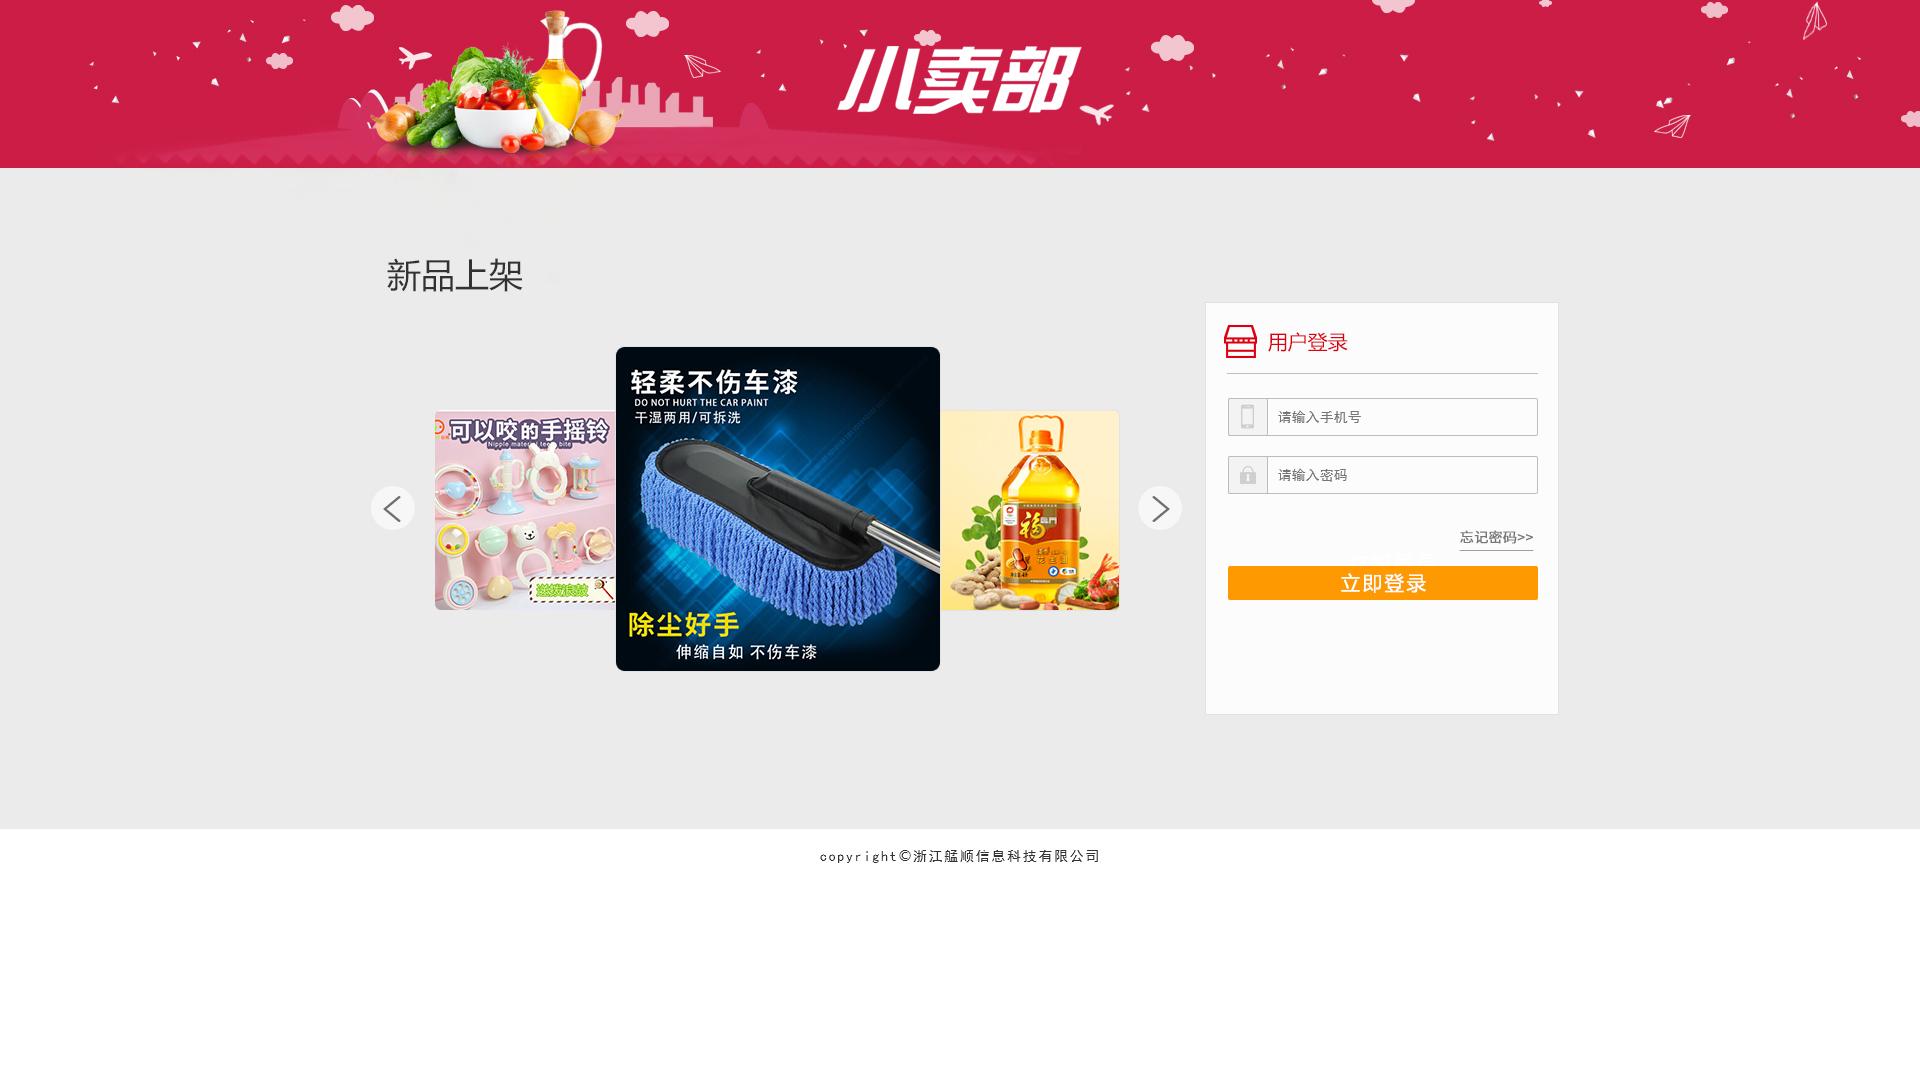 小卖部
新品上架
可以咬的手摇铃
Nipple material teeth bite
轻柔不伤车漆
DO NOT HURT THE CAR PAINT
干湿两用/可拆洗
除尘好手
伸缩自如 不伤车漆
福
用户登录
请输入手机号
请输入密码
忘记密码>>
立即登录
copyright©浙江艋顺信息科技有限公司